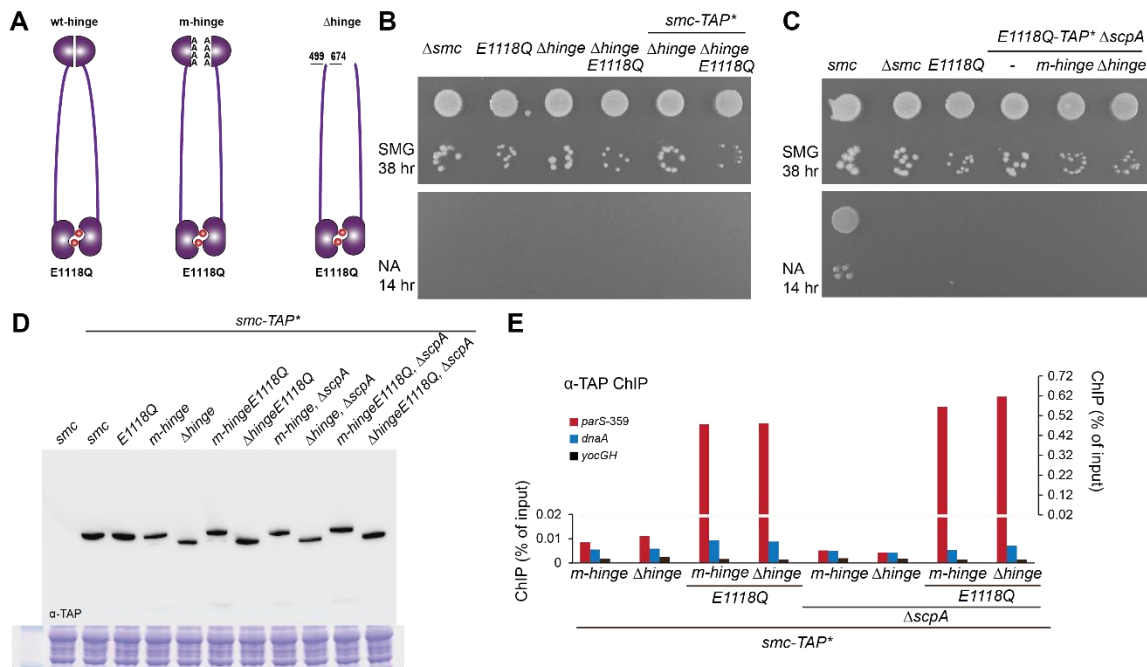 A
wt-hinge
m-hinge
Δhinge
A A
A A
A A
A A
499 674
E1118Q
E1118Q
E1118Q
B
smc-TAP*
Δsmc
E1118Q
Δhinge
Δhinge E1118Q
Δhinge
Δhinge E1118Q
SMG
38 hr
NA
14 hr
C
E1118Q-TAP* ΔscpA
smc
Δsmc
E1118Q
-
m-hinge
Δhinge
SMG
38 hr
NA
14 hr
D
smc-TAP*
smc
smc
E1118Q
m-hinge
Δhinge
m-hingeE1118Q
ΔhingeE1118Q
m-hinge, ΔscpA
Δhinge, ΔscpA
m-hingeE1118Q, ΔscpA
ΔhingeE1118Q, ΔscpA
α-TAP
E
α-TAP ChIP
parS-359
dnaA
yocGH
ChIP (% of input)
0.02
0.01
0
0.72
0.62
0.52
0.42
0.32
0.22
0.12
0.02
ChIP (% of input)
m-hinge
Δhinge
m-hinge
Δhinge
m-hinge
Δhinge
m-hinge
Δhinge
E1118Q
E1118Q
ΔscpA
smc-TAP*